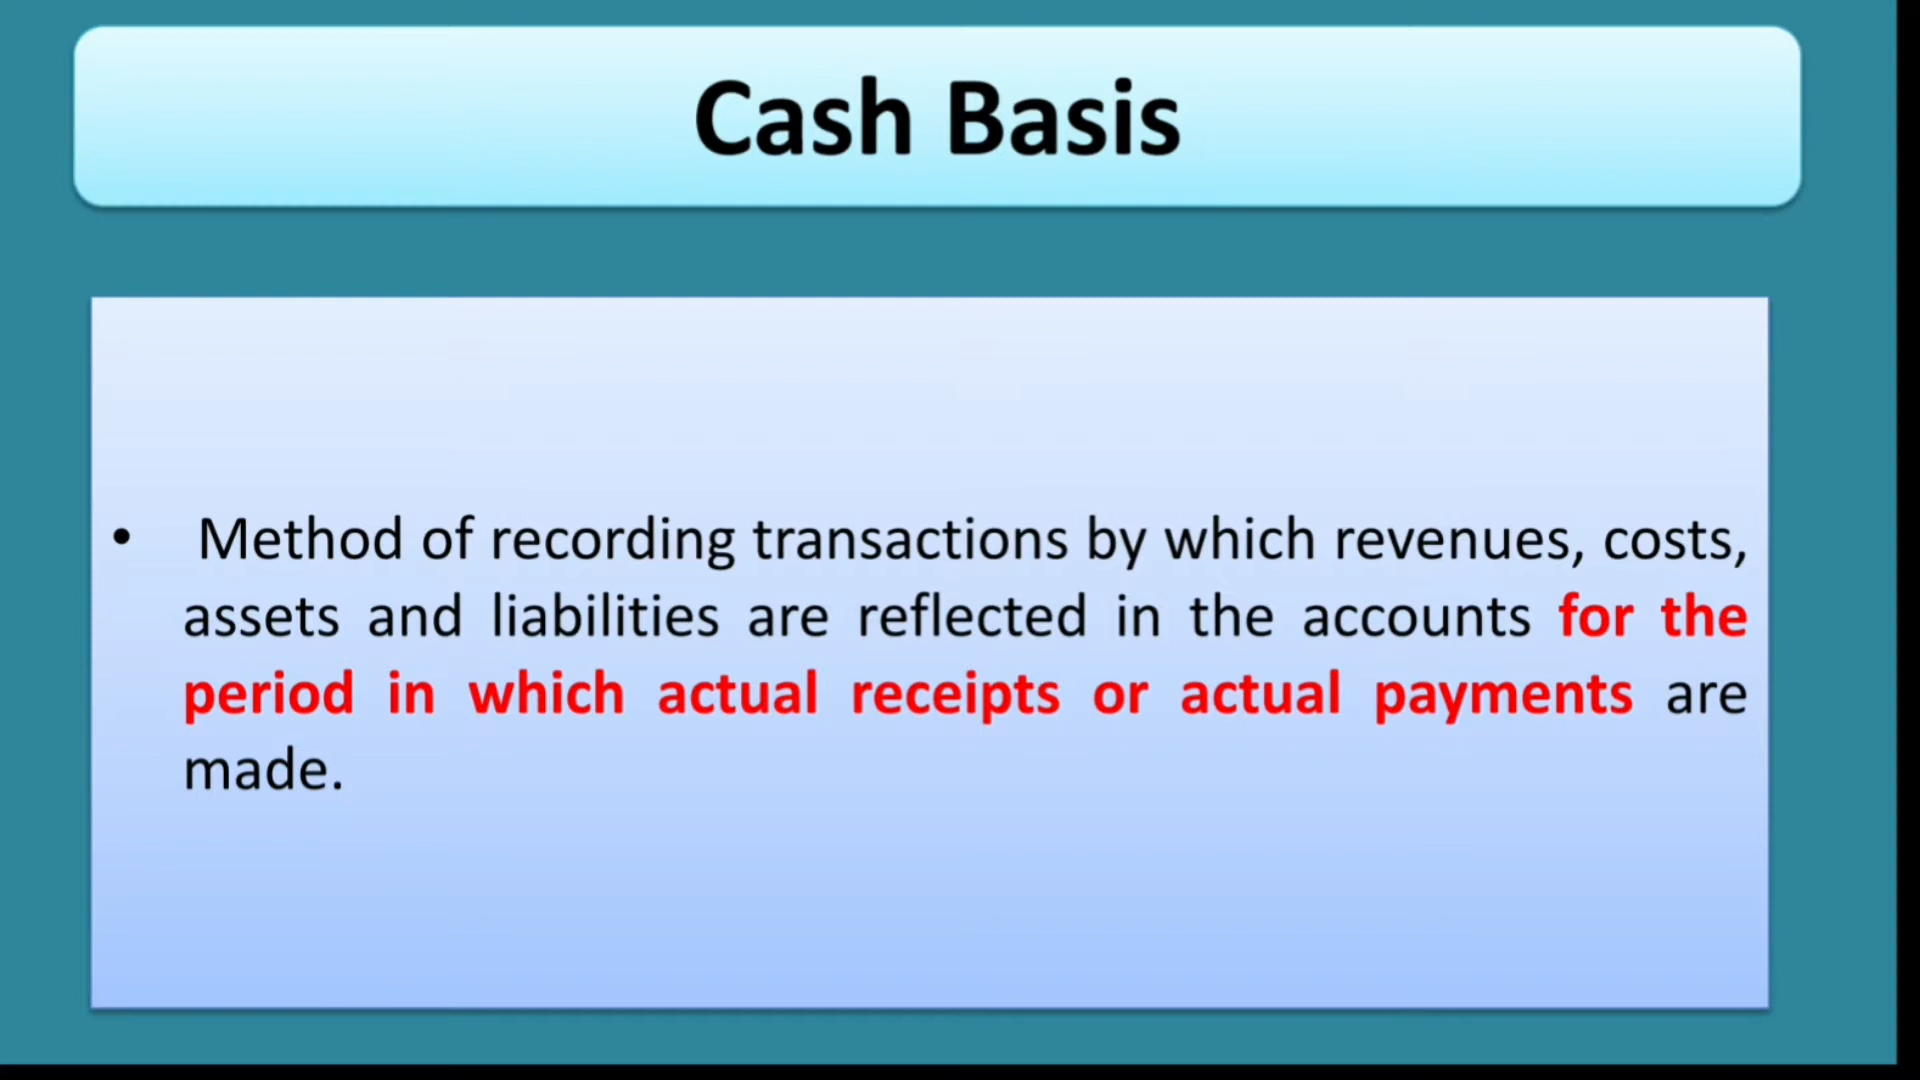 Cash Basis
• Method of recording transactions by which revenues, costs,
assets and liabilities are reflected in the accounts for the
period in which actual receipts or actual payments are
made.